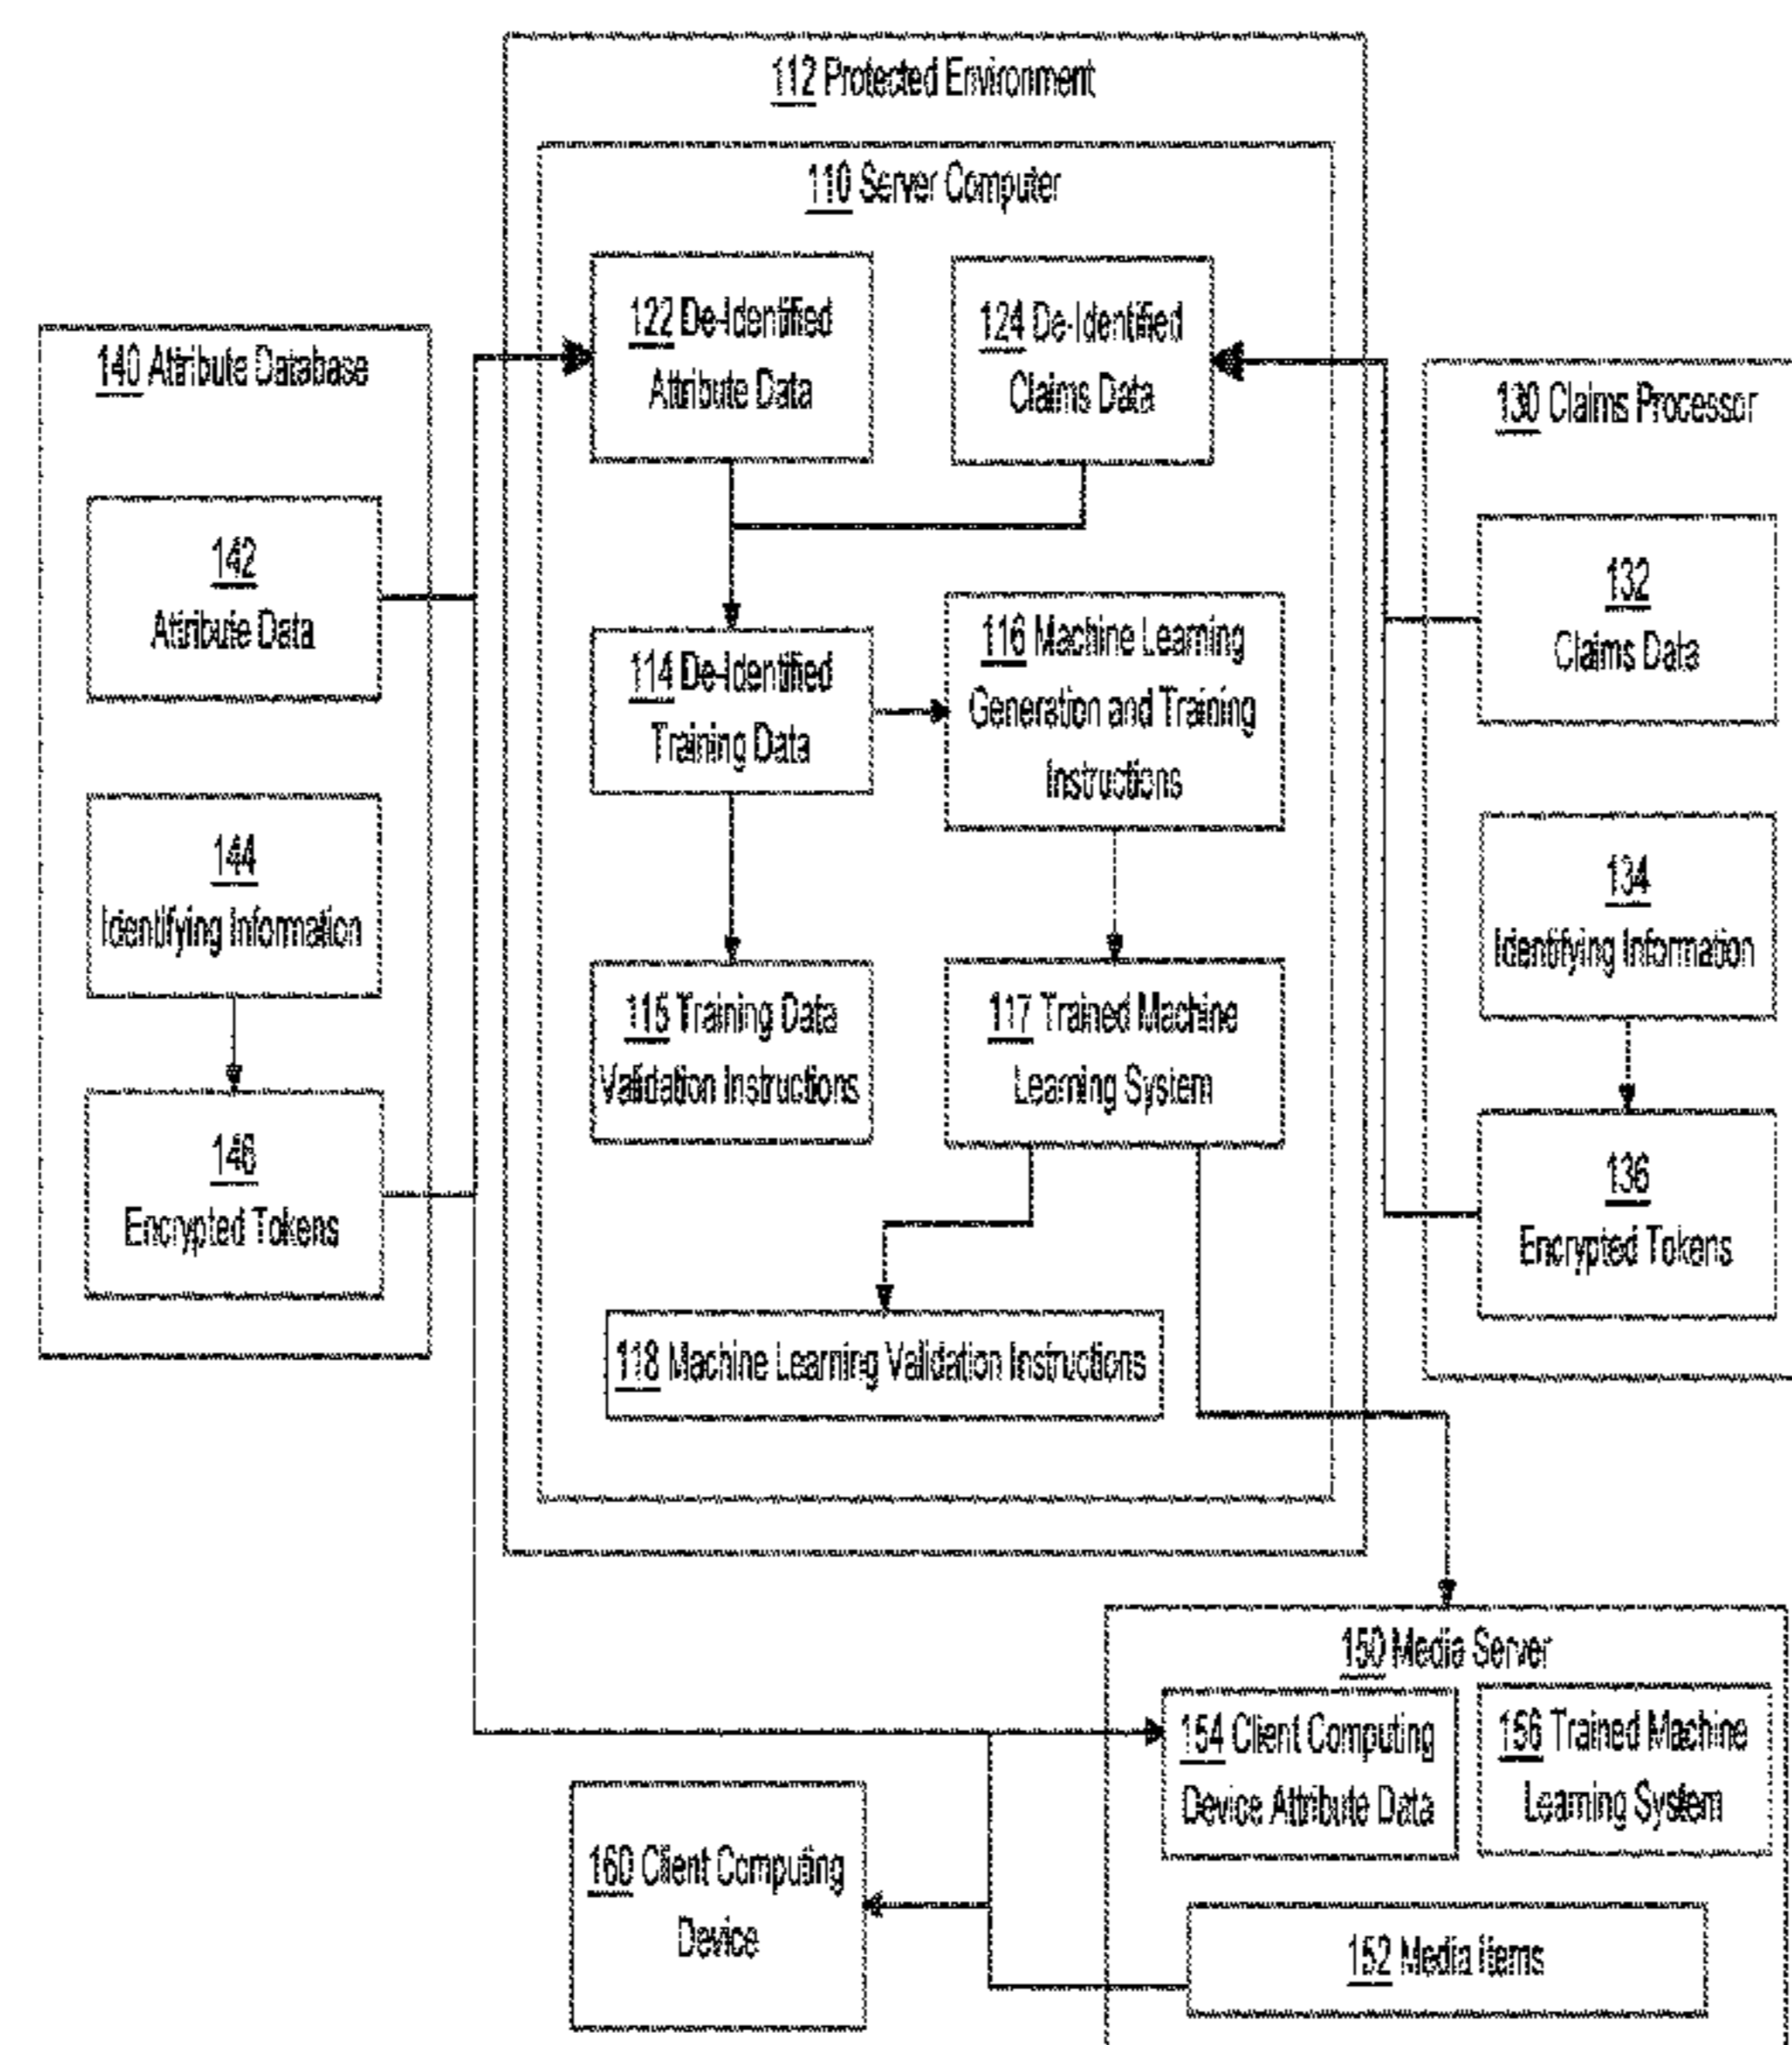 112 Protected Environment
110 Server Computer
122 De-Identified
Attribute Data
124 De-Identified
Claims Data
140 Attribute Database
142
Attribute Data
144
Identifying Information
146
Encrypted Tokens
114 De-Identified
Training Data
116 Machine Learning
Generation and Training
Instructions
115 Training Data
Validation Instructions
117 Trained Machine
Learning System
118 Machine Learning Validation Instructions
130 Claims Processor
132
Claims Data
134
Identifying Information
136
Encrypted Tokens
150 Media Server
154 Client Computing
Device Attribute Data
156 Trained Machine
Learning System
152 Media Items
160 Client Computing
Device